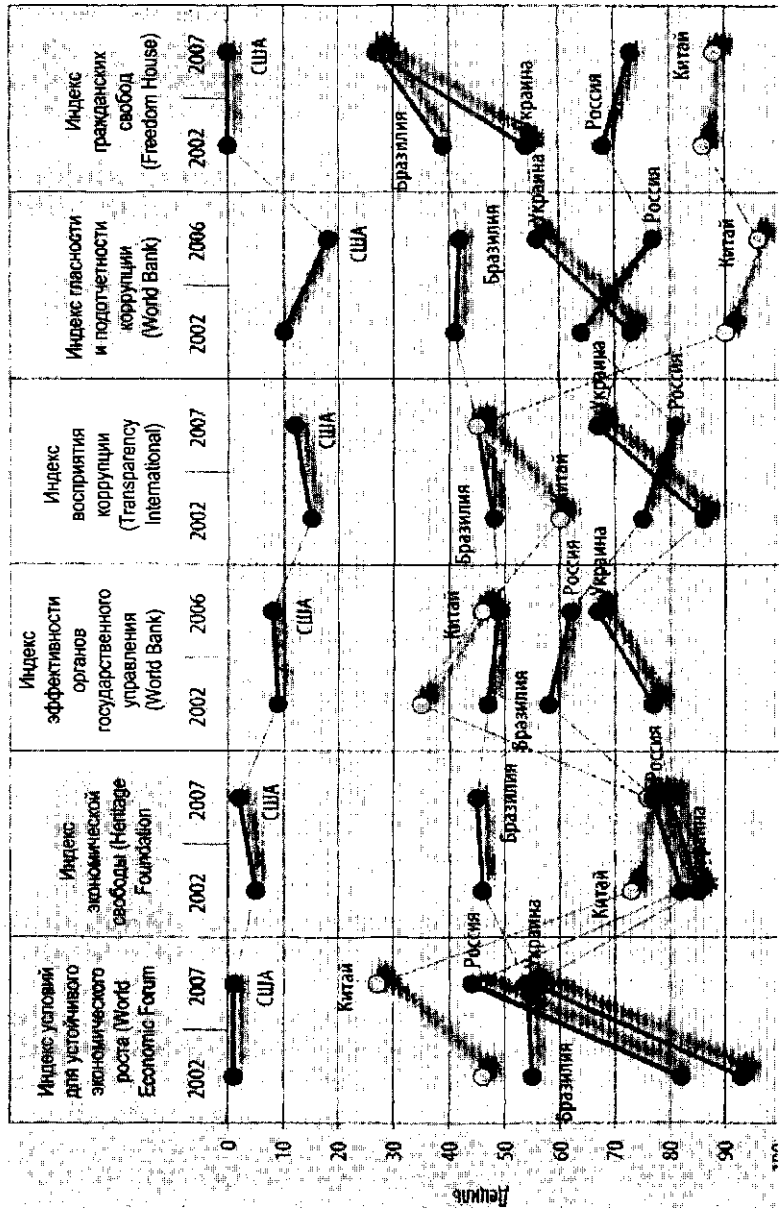 Индекс условий
для устойчивого
экономического
роста (World
Economic Forum
Индекс
экономической
свободы (Heritage
Foundation
Индекс
эффективности
органов
государственного
управления
(World Bank)
Индекс
восприятия
коррупции
(Transparency
International)
Индекс гласности
и подотчетности
коррупции
(World Bank)
Индекс
гражданских
свобод
(Freedom House)
2002 2007
2002 2007
2002 2006
2002 2007
2002 2006
2002 2007
0
10
20
30
40
50
60
70
80
90
100
Дециль
США
Китай
Россия
Украина
Бразилия
США
Бразилия
Китай
Россия
Украина
США
Китай
Бразилия
Россия
Украина
США
Бразилия
Китай
Украина
Россия
США
Бразилия
Украина
Россия
Китай
США
Бразилия
Украина
Россия
Китай